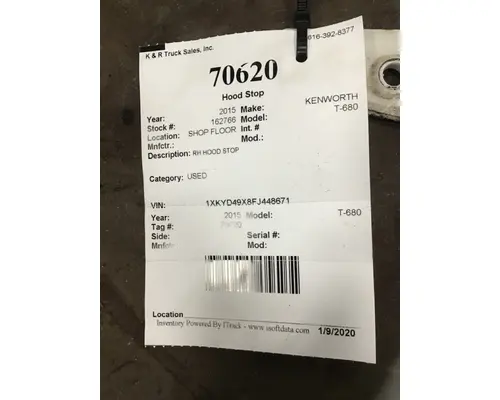 K & R Truck Sales, Inc.
616-392-8377
70620
Hood Stop
Year: 2015 Make: KENWORTH
Stock #: 162766 Model: T-680
Location: SHOP FLOOR Int. #
Mnfctr.: Mod.:
Description: RH HOOD STOP
Category: USED
VIN: 1XKYD49X8FJ448671
Year: 2015 Model: T-680
Tag #:
Side: Serial #:
Mnfctr Mod:
Location
Inventory Powered By ITrack - www.isoftdata.com 1/9/2020